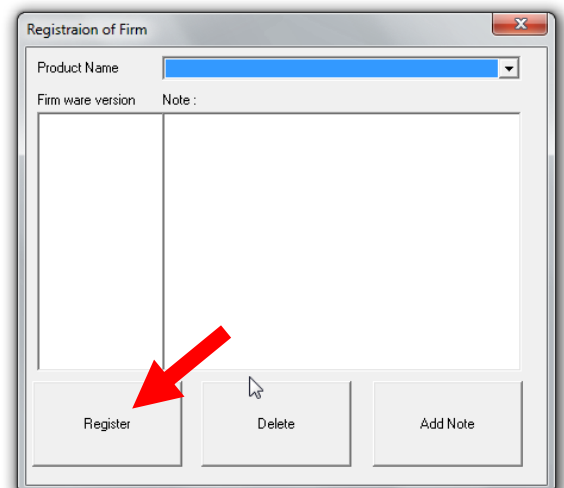 Registraion of Firm
Product Name
Firm ware version Note :
Register Delete Add Note